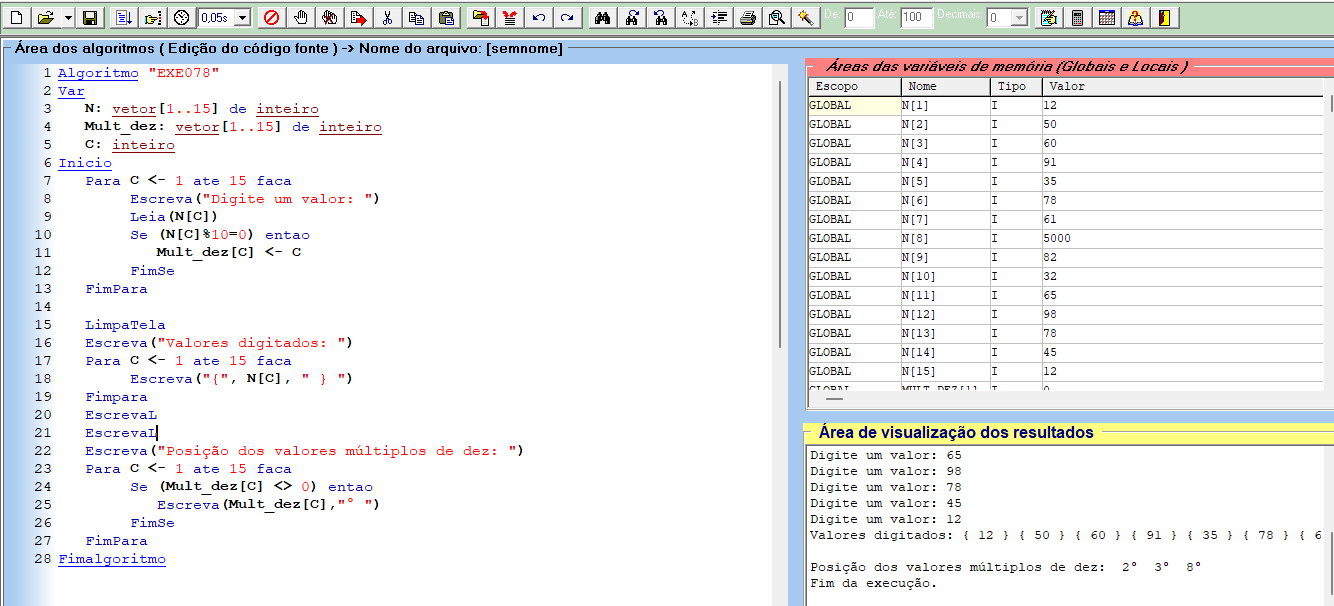 0,05s De: 0 Até: 100 Decimais: 0
Área dos algoritmos ( Edição do código fonte ) -> Nome do arquivo: [semnome]
1 Algoritmo "EXE078"
2 Var
3 N: vetor[1..15] de inteiro
4 Mult_dez: vetor[1..15] de inteiro
5 C: inteiro
6 Inicio
7 Para C <- 1 ate 15 faca
8 Escreva("Digite um valor: ")
9 Leia(N[C])
10 Se (N[C]%10=0) entao
11 Mult_dez[C] <- C
12 FimSe
13 FimPara
14
15 LimpaTela
16 Escreva("Valores digitados: ")
17 Para C <- 1 ate 15 faca
18 Escreva("{", N[C], " } ")
19 Fimpara
20 EscrevaL
21 EscrevaL
22 Escreva("Posição dos valores múltiplos de dez: ")
23 Para C <- 1 ate 15 faca
24 Se (Mult_dez[C] <> 0) entao
25 Escreva(Mult_dez[C],"° ")
26 FimSe
27 FimPara
28 Fimalgoritmo
Áreas das variáveis de memória (Globais e Locais )
Escopo Nome Tipo Valor
GLOBAL N[1] I 12
GLOBAL N[2] I 50
GLOBAL N[3] I 60
GLOBAL N[4] I 91
GLOBAL N[5] I 35
GLOBAL N[6] I 78
GLOBAL N[7] I 61
GLOBAL N[8] I 5000
GLOBAL N[9] I 82
GLOBAL N[10] I 32
GLOBAL N[11] I 65
GLOBAL N[12] I 98
GLOBAL N[13] I 78
GLOBAL N[14] I 45
GLOBAL N[15] I 12
GLOBAL MULT_DEZ[1] I 0
Área de visualização dos resultados
Digite um valor: 65
Digite um valor: 98
Digite um valor: 78
Digite um valor: 45
Digite um valor: 12
Valores digitados: { 12 } { 50 } { 60 } { 91 } { 35 } { 78 } { 6
Posição dos valores múltiplos de dez: 2° 3° 8°
Fim da execução.